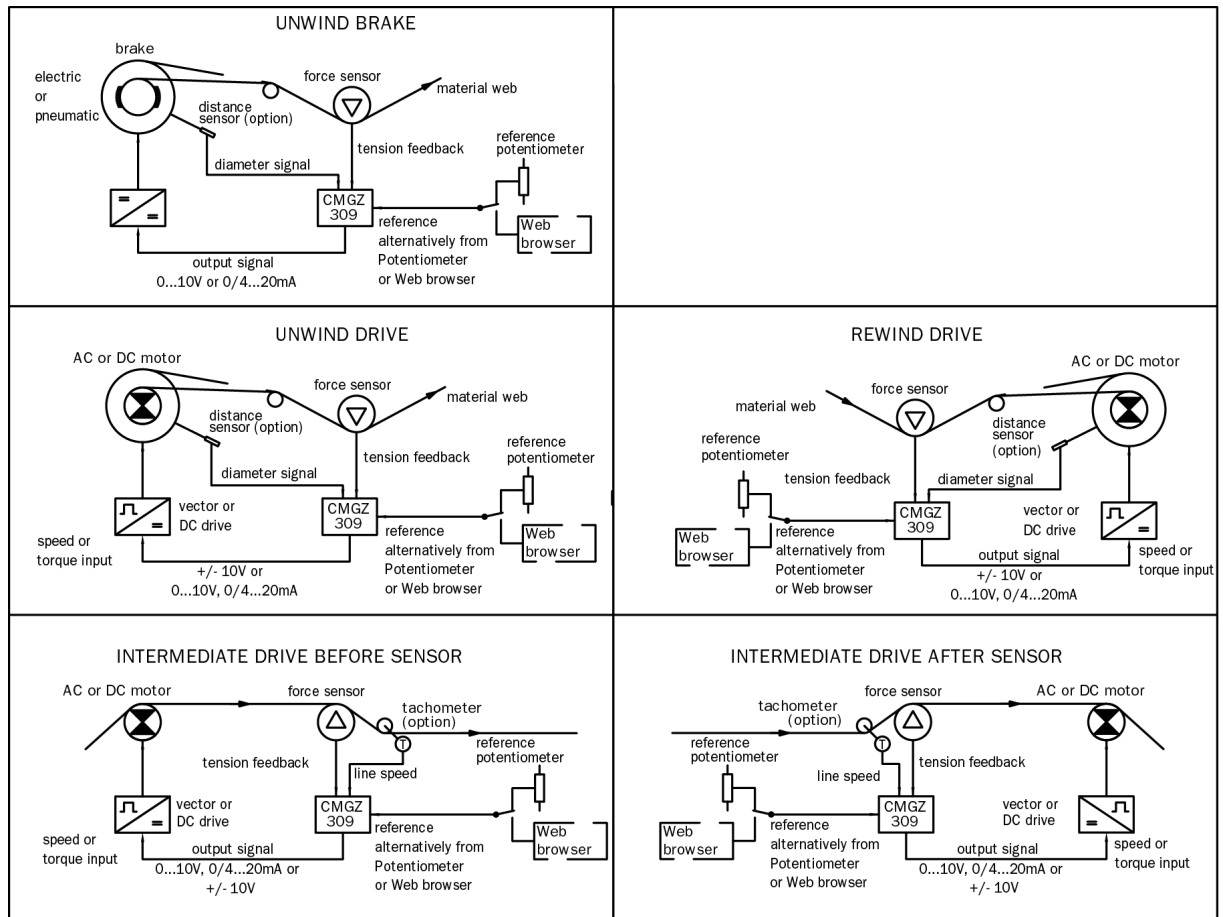 UNWIND BRAKE
brake
electric
or
pneumatic
force sensor
material web
distance
sensor (option)
reference
potentiometer
tension feedback
diameter signal
CMGZ
309
Web
browser
reference
alternatively from
Potentiometer
or Web browser
output signal
0...10V or 0/4...20mA
UNWIND DRIVE
AC or DC motor
force sensor
material web
distance
sensor (option)
reference
potentiometer
tension feedback
diameter signal
vector or
DC drive
CMGZ
309
Web
browser
speed or
torque input
reference
alternatively from
Potentiometer
or Web browser
+/- 10V or
0...10V, 0/4...20mA
REWIND DRIVE
AC or DC motor
force sensor
material web
distance
sensor
(option)
reference
potentiometer
tension feedback
diameter signal
CMGZ
309
vector or
DC drive
Web
browser
reference
alternatively from
Potentiometer
or Web browser
output signal
+/- 10V or
0...10V, 0/4...20mA
speed or
torque input
INTERMEDIATE DRIVE BEFORE SENSOR
AC or DC motor
force sensor
tachometer
(option)
T
reference
potentiometer
tension feedback
line speed
vector or
DC drive
CMGZ
309
Web
browser
speed or
torque input
output signal
0...10V, 0/4...20mA or
+/- 10V
reference
alternatively from
Potentiometer
or Web browser
INTERMEDIATE DRIVE AFTER SENSOR
force sensor
AC or DC motor
tachometer
(option)
T
reference
potentiometer
line speed
tension feedback
CMGZ
309
vector or
DC drive
Web
browser
reference
alternatively from
Potentiometer
or Web browser
output signal
0...10V, 0/4...20mA or
+/- 10V
speed or
torque input